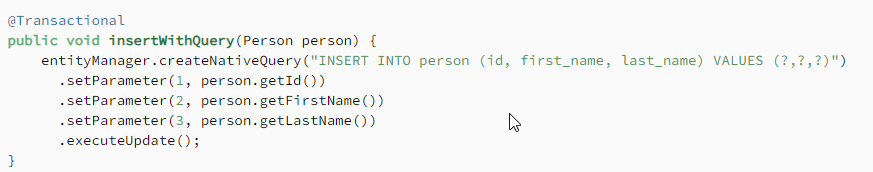 @Transactional
public void insertWithQuery(Person person) {
    entityManager.createNativeQuery("INSERT INTO person (id, first_name, last_name) VALUES (?,?,?)")
      .setParameter(1, person.getId())
      .setParameter(2, person.getFirstName())
      .setParameter(3, person.getLastName())
      .executeUpdate();
}